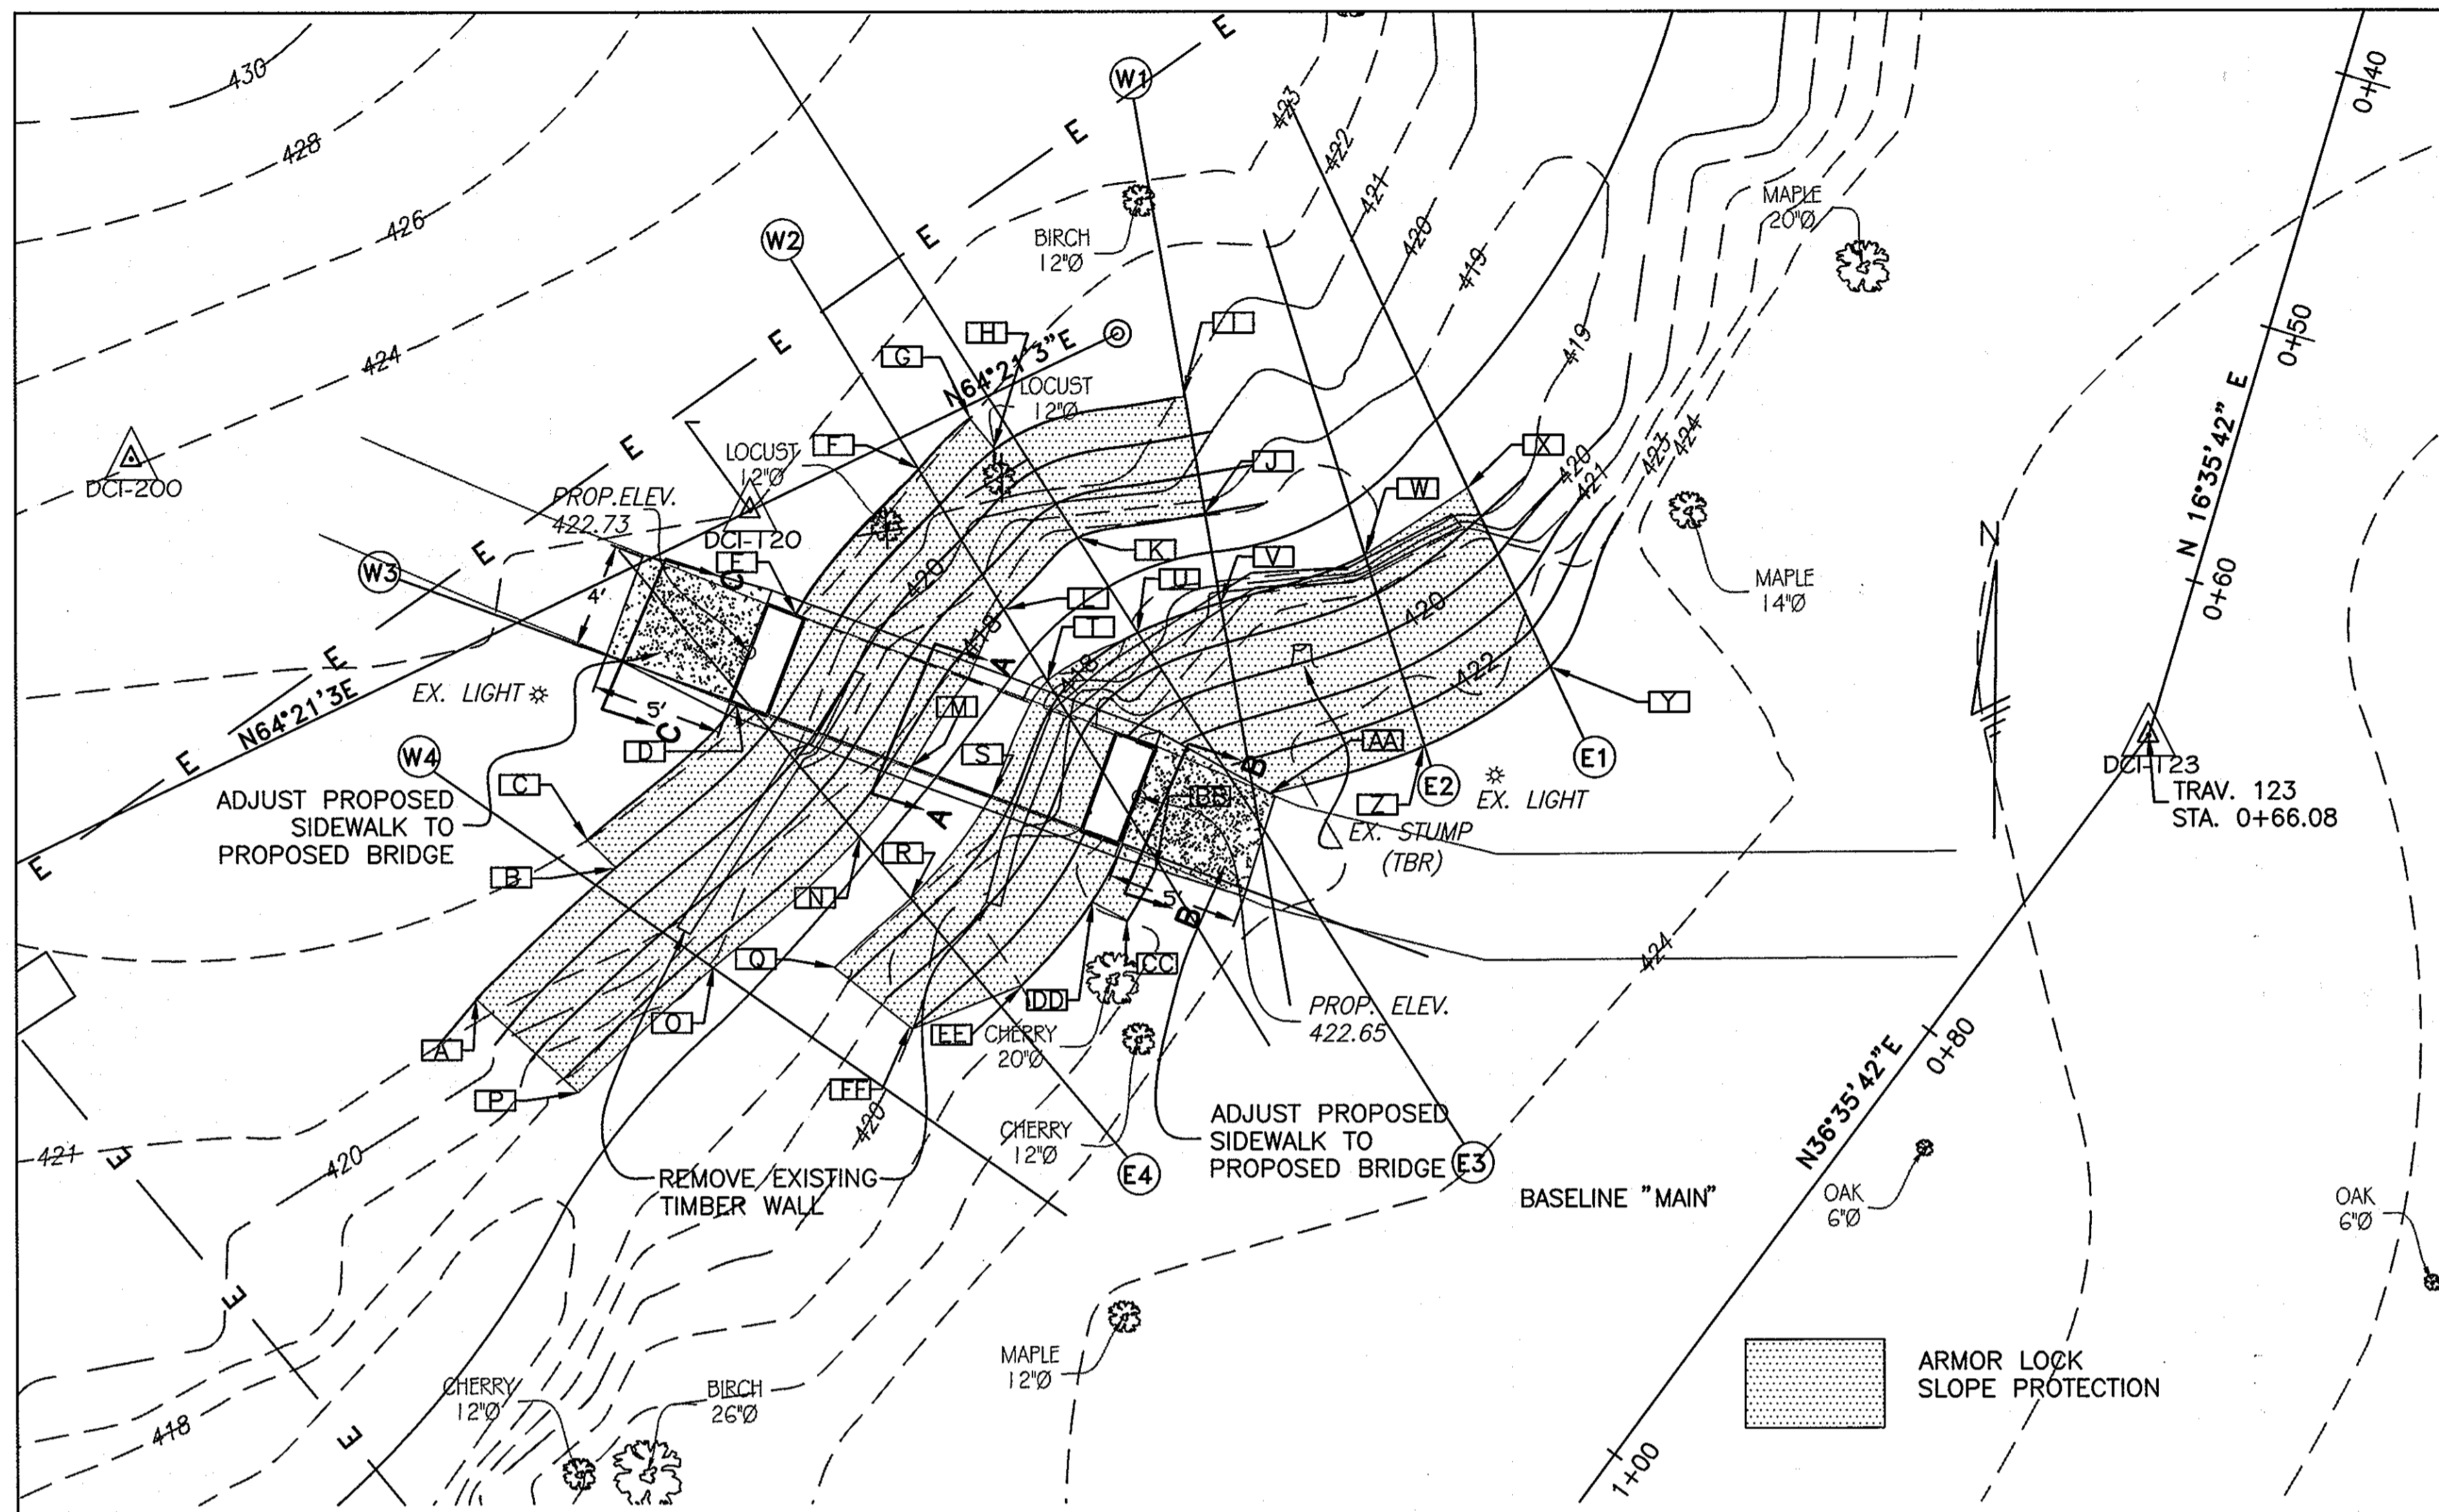 430
E
W1
0+40
423
428
422
E
421
MAPLE
20"Ø
426
W2
E
BIRCH
12"Ø
420
419
0+50
424
E
H
I
G
N64°21'3"E
LOCUST
12"Ø
419
N 16°35'42" E
E
F
LOCUST
12"Ø
J
X
420
423
424
DCI-200
PROP.ELEV.
422.73
W
421
N
DCI-T20
E
K
V
E
C
420
U
MAPLE
14"Ø
0+60
W3
4'
L
420
T
418
A
418
422
E
EX. LIGHT
5'
M
Y
N64°21'3E
C
D
S
AA
B
E1
W4
E
C
E2
EX. LIGHT
DCI-T23
TRAV. 123
STA. 0+66.08
ADJUST PROPOSED
SIDEWALK TO
PROPOSED BRIDGE
A
BB
Z
EX. STUMP
(TBR)
E
B
R
N
5'
B
424
Q
CC
O
DD
PROP. ELEV.
422.65
A
EE
CHERRY
20"Ø
0+80
P
FF
420
N36°35'42"E
421
E
420
CHERRY
12"Ø
ADJUST PROPOSED
SIDEWALK TO
PROPOSED BRIDGE
REMOVE EXISTING
TIMBER WALL
E4
E3
BASELINE "MAIN"
OAK
6"Ø
OAK
6"Ø
E
MAPLE
12"Ø
ARMOR LOCK
SLOPE PROTECTION
CHERRY
12"Ø
BIRCH
26"Ø
418
E
1+00